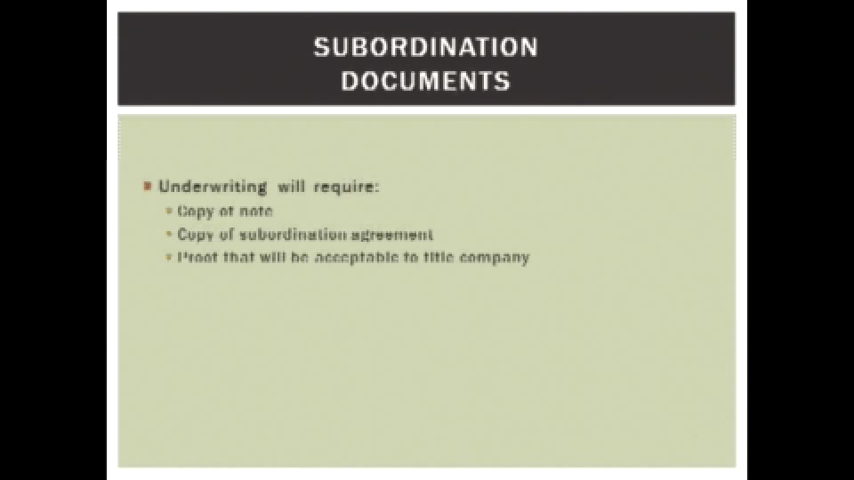 SUBORDINATION
DOCUMENTS
Underwriting will require:
Copy of note
Copy of subordination agreement
Proof that will be acceptable to title company